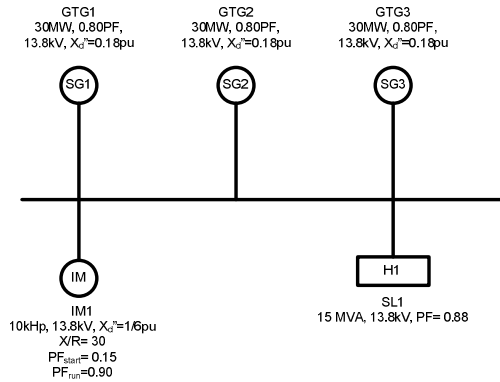 GTG1
30MW, 0.80PF,
13.8kV, Xd"=0.18pu
SG1
GTG2
30MW, 0.80PF,
13.8kV, Xd"=0.18pu
SG2
GTG3
30MW, 0.80PF,
13.8kV, Xd"=0.18pu
SG3
IM
IM1
10kHp, 13.8kV, Xd"=1/6pu
X/R= 30
PFstart= 0.15
PFrun=0.90
H1
SL1
15 MVA, 13.8kV, PF= 0.88